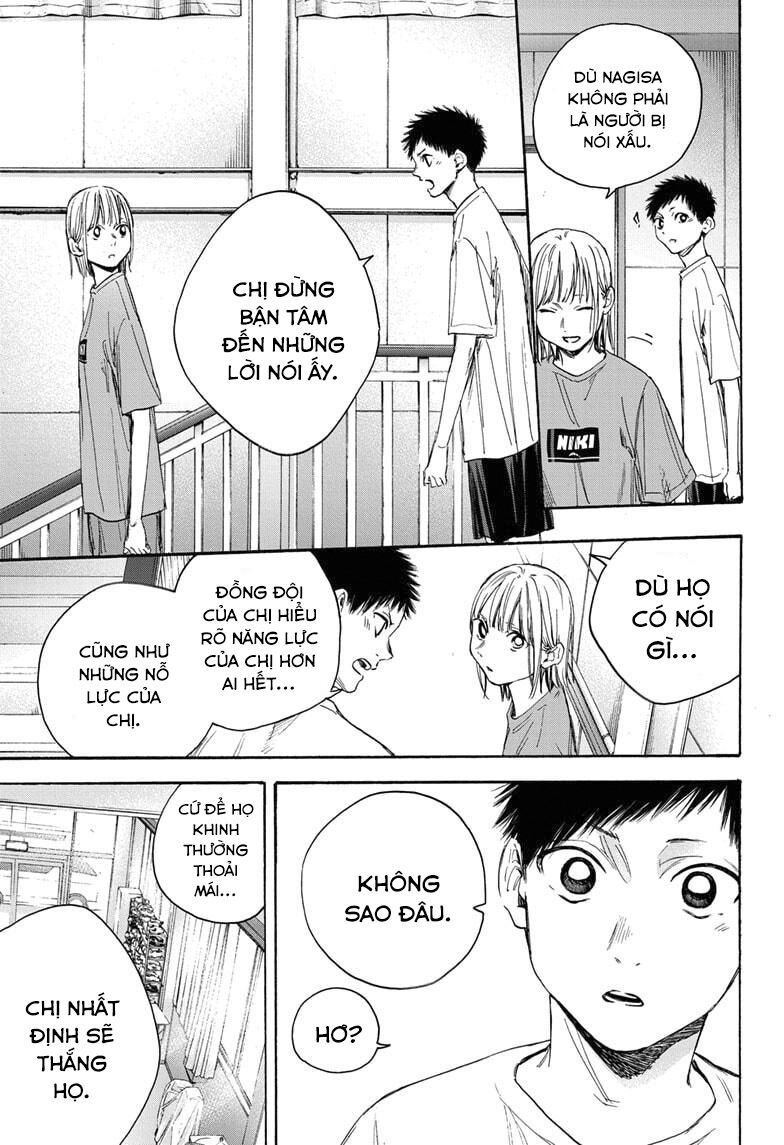 DÙ NAGISA
KHÔNG PHẢI
LÀ NGƯỜI BỊ
NÓI XẤU.
NIKI
CHỊ ĐỪNG
BẬN TÂM
ĐẾN NHỮNG
LỜI NÓI ẤY.
DÙ HỌ
CÓ NÓI
GÌ...
ĐỒNG ĐỘI
CỦA CHỊ HIỂU
RÕ NĂNG LỰC
CỦA CHỊ HƠN
AI HẾT...
CŨNG NHƯ
NHỮNG NỖ
LỰC CỦA
CHỊ.
KHÔNG
SAO ĐÂU.
HƠ?
CỨ ĐỂ HỌ
KHINH
THƯỜNG
THOẢI
MÁI...
CHỊ NHẤT
ĐỊNH SẼ
THẮNG
HỌ.